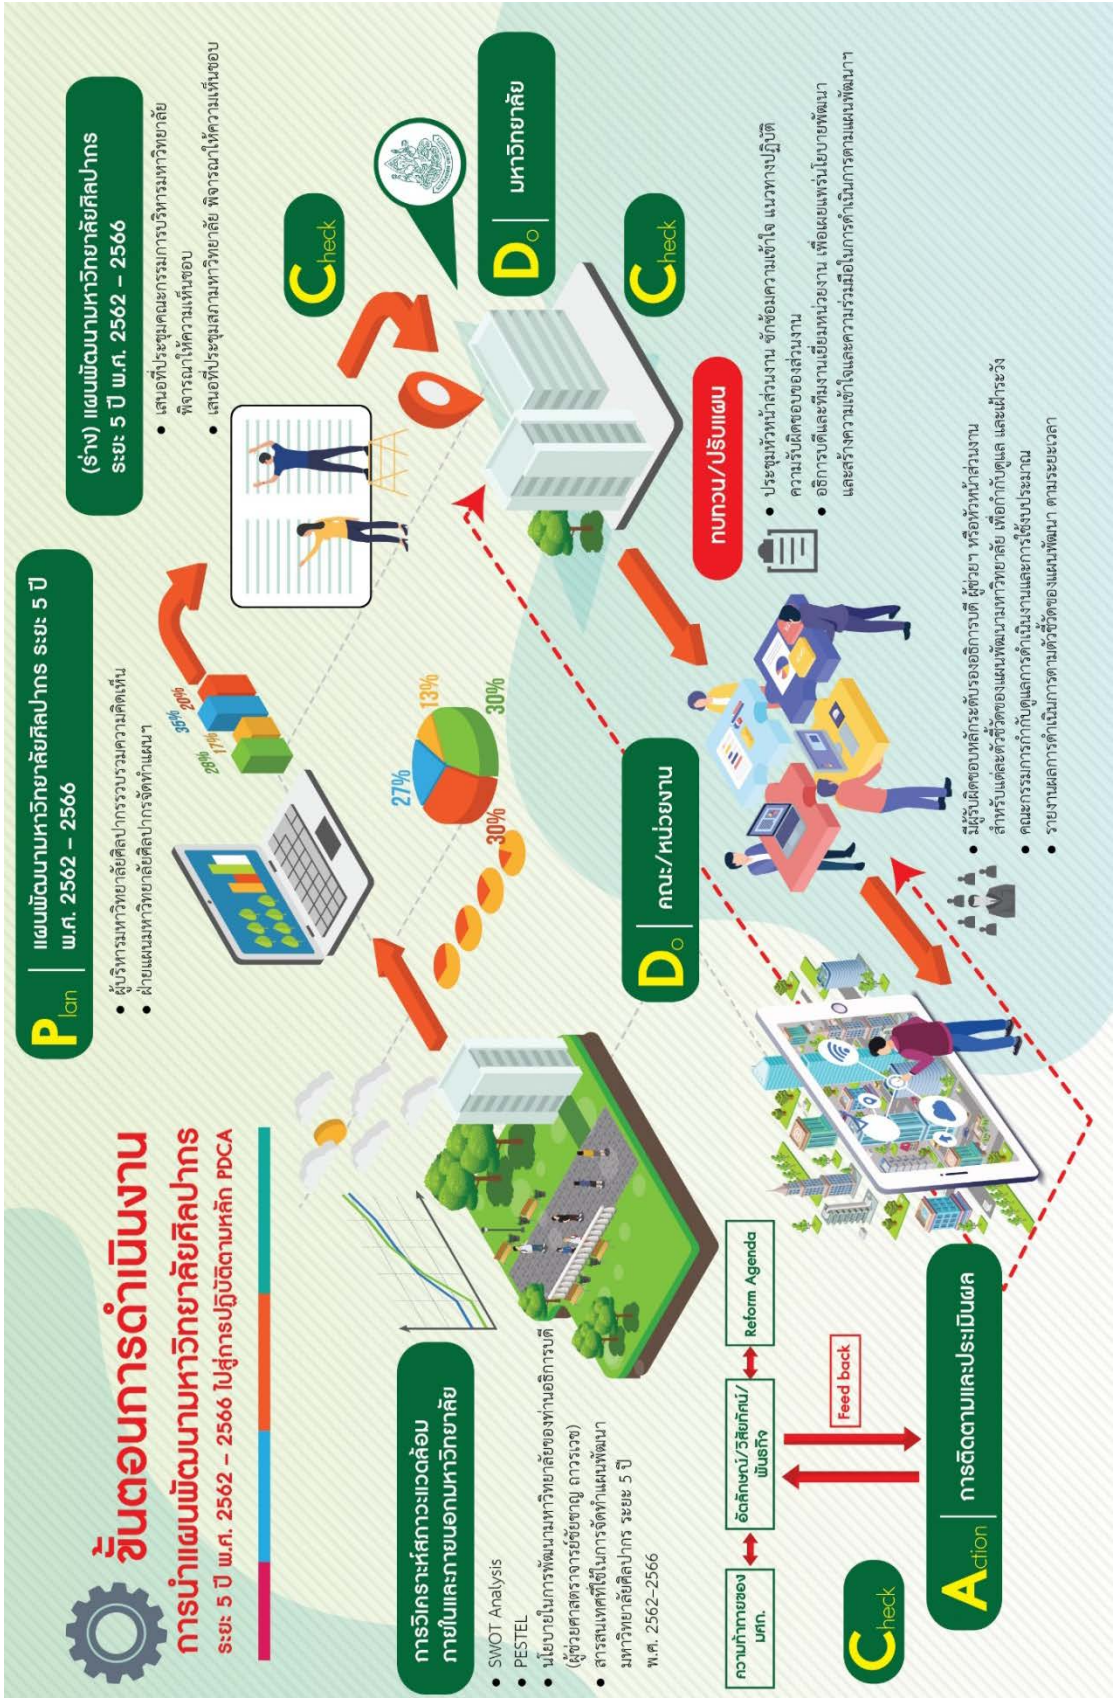 ขั้นตอนการดำเนินงาน
การนำแผนพัฒนามหาวิทยาลัยศิลปากร
ระยะ 5 ปี พ.ศ. 2562 – 2566 ไปสู่การปฏิบัติตามหลัก PDCA
การวิเคราะห์สภาวะแวดล้อม
ภายในและภายนอกมหาวิทยาลัย
• SWOT Analysis
• PESTEL
• นโยบายในการพัฒนามหาวิทยาลัยของท่านอธิการบดี
(ผู้ช่วยศาสตราจารย์ชัยชาญ ถาวรเวช)
• สารสนเทศที่ใช้ในการจัดทำแผนพัฒนา
มหาวิทยาลัยศิลปากร ระยะ 5 ปี
พ.ศ. 2562–2566
Plan
แผนพัฒนามหาวิทยาลัยศิลปากร ระยะ 5 ปี
พ.ศ. 2562 – 2566
• ผู้บริหารมหาวิทยาลัยศิลปากรรวบรวมความคิดเห็น
• ฝ่ายแผนมหาวิทยาลัยศิลปากรจัดทำแผนฯ
28%
17%
35%
20%
27%
13%
30%
30%
(ร่าง) แผนพัฒนามหาวิทยาลัยศิลปากร
ระยะ 5 ปี พ.ศ. 2562 – 2566
• เสนอที่ประชุมคณะกรรมการบริหารมหาวิทยาลัย
พิจารณาให้ความเห็นชอบ
• เสนอที่ประชุมสภามหาวิทยาลัย พิจารณาให้ความเห็นชอบ
Check
Do
มหาวิทยาลัย
Check
ทบทวน/ปรับแผน
• ประชุมหัวหน้าส่วนงาน ซักซ้อมความเข้าใจ แนวทางปฏิบัติ
ความรับผิดชอบของส่วนงาน
• อธิการบดีและทีมงานเยี่ยมหน่วยงาน เพื่อเผยแพร่นโยบายพัฒนา
และสร้างความเข้าใจและความร่วมมือในการดำเนินการตามแผนพัฒนาฯ
Do
คณะ/หน่วยงาน
• มีผู้รับผิดชอบหลักระดับรองอธิการบดี ผู้ช่วยฯ หรือหัวหน้าส่วนงาน
สำหรับแต่ละตัวชี้วัดของแผนพัฒนามหาวิทยาลัย เพื่อกำกับดูแล และเฝ้าระวัง
• คณะกรรมการกำกับดูแลการดำเนินงานและการใช้งบประมาณ
• รายงานผลการดำเนินการตามตัวชี้วัดของแผนพัฒนา ตามระยะเวลา
ความท้าทายของ
มศก.
อัตลักษณ์/วิสัยทัศน์/
พันธกิจ
Reform Agenda
Feed back
Check
Action
การติดตามและประเมินผล